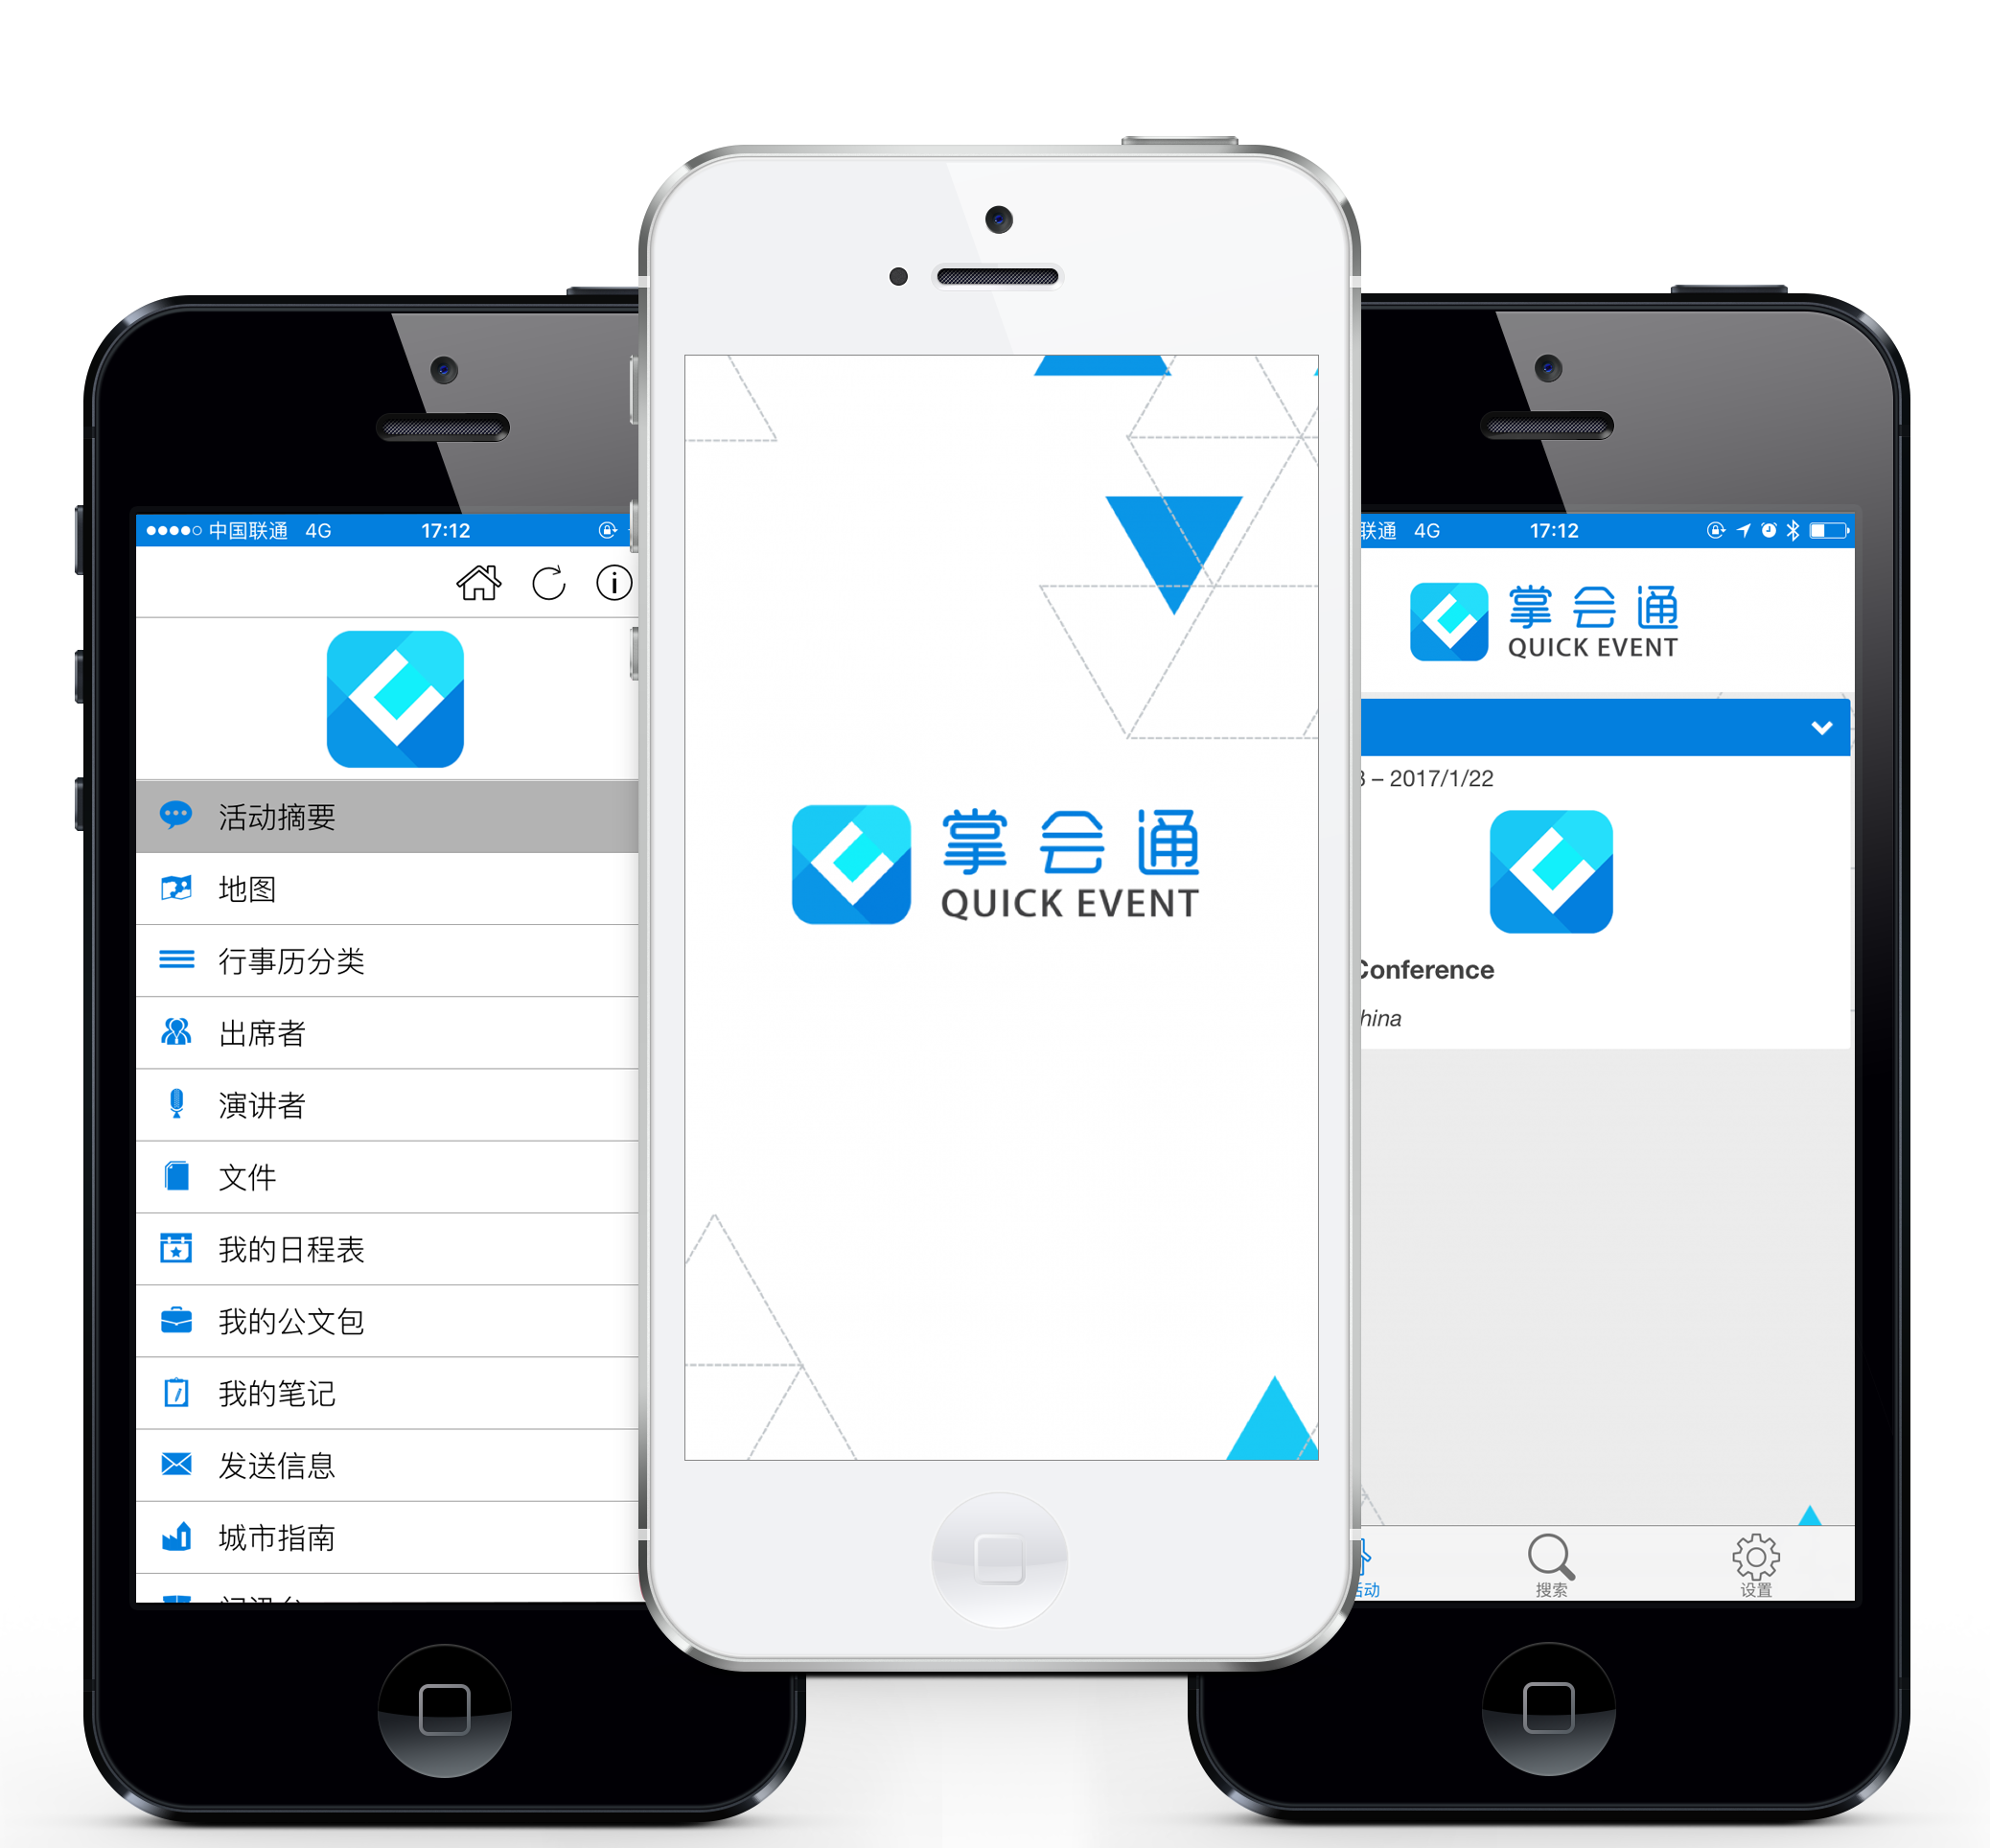 中国联通 4G 17:12
活动摘要
地图
行事历分类
出席者
演讲者
文件
我的日程表
我的公文包
我的笔记
发送信息
城市指南
掌会通
QUICK EVENT
联通 4G 17:12
掌会通
QUICK EVENT
– 2017/1/22
Conference
hina
活动
搜索
设置